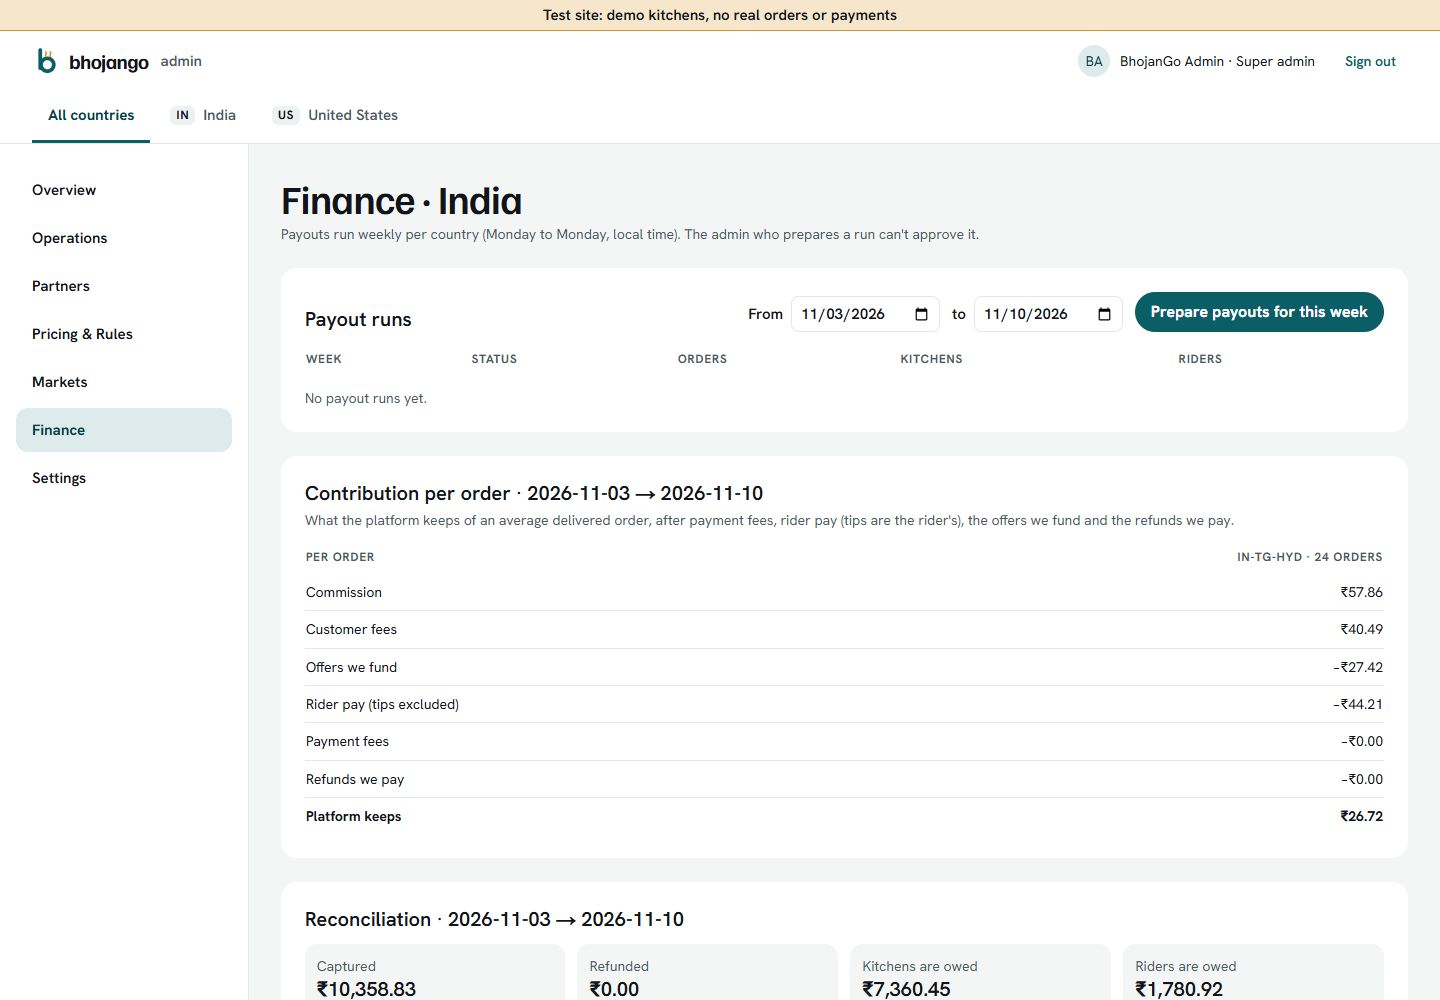 Test site: demo kitchens, no real orders or payments
bhojango admin
BA BhojanGo Admin · Super admin Sign out
All countries IN India US United States
Overview
Operations
Partners
Pricing & Rules
Markets
Finance
Settings
Finance · India
Payouts run weekly per country (Monday to Monday, local time). The admin who prepares a run can't approve it.
Payout runs From 11/03/2026 to 11/10/2026 Prepare payouts for this week
WEEK STATUS ORDERS KITCHENS RIDERS
No payout runs yet.
Contribution per order · 2026-11-03 → 2026-11-10
What the platform keeps of an average delivered order, after payment fees, rider pay (tips are the rider's), the offers we fund and the refunds we pay.
PER ORDER IN-TG-HYD · 24 ORDERS
Commission ₹57.86
Customer fees ₹40.49
Offers we fund −₹27.42
Rider pay (tips excluded) −₹44.21
Payment fees −₹0.00
Refunds we pay −₹0.00
Platform keeps ₹26.72
Reconciliation · 2026-11-03 → 2026-11-10
Captured Refunded Kitchens are owed Riders are owed
₹10,358.83 ₹0.00 ₹7,360.45 ₹1,780.92